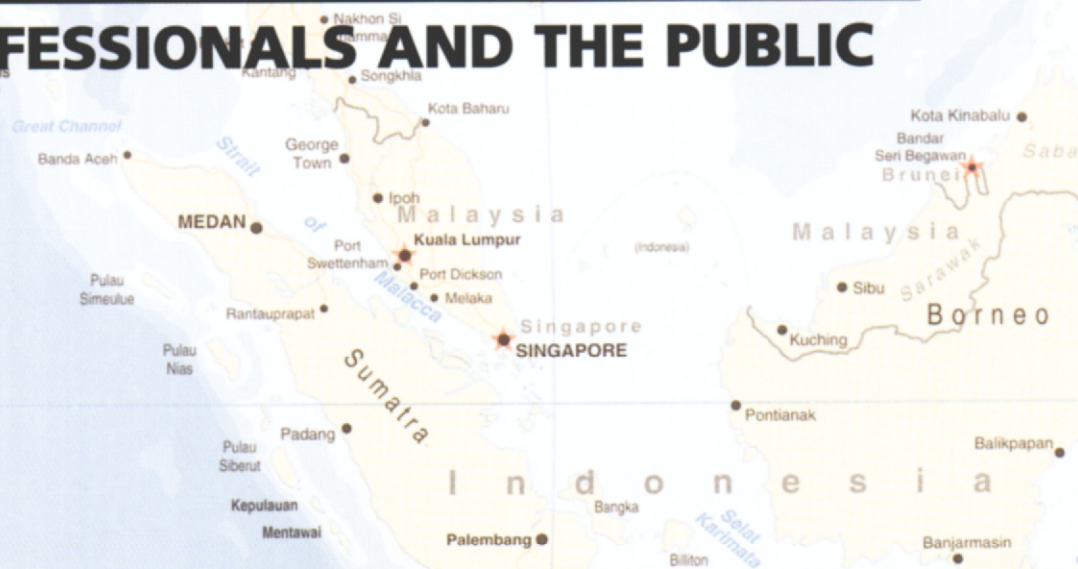 FESSIONALS AND THE PUBLIC
Nakhon Si
Kantang
Songkhla
Kota Baharu
Great Channel
Banda Aceh
Strait
of
Malacca
George
Town
Ipoh
Malaysia
MEDAN
Kuala Lumpur
Port
Swettenham
Port Dickson
Melaka
Pulau
Simeulue
Rantauprapat
Singapore
SINGAPORE
Pulau
Nias
Sumatra
Padang
Pulau
Siberut
Kepulauan
Mentawai
Palembang
Indonesia
Bangka
Billiton
Selat
Karimata
(Indonesia)
Kota Kinabalu
Bandar
Seri Begawan
Brunei
Saba
Malaysia
Sarawak
Sibu
Borneo
Kuching
Pontianak
Balikpapan
Banjarmasin